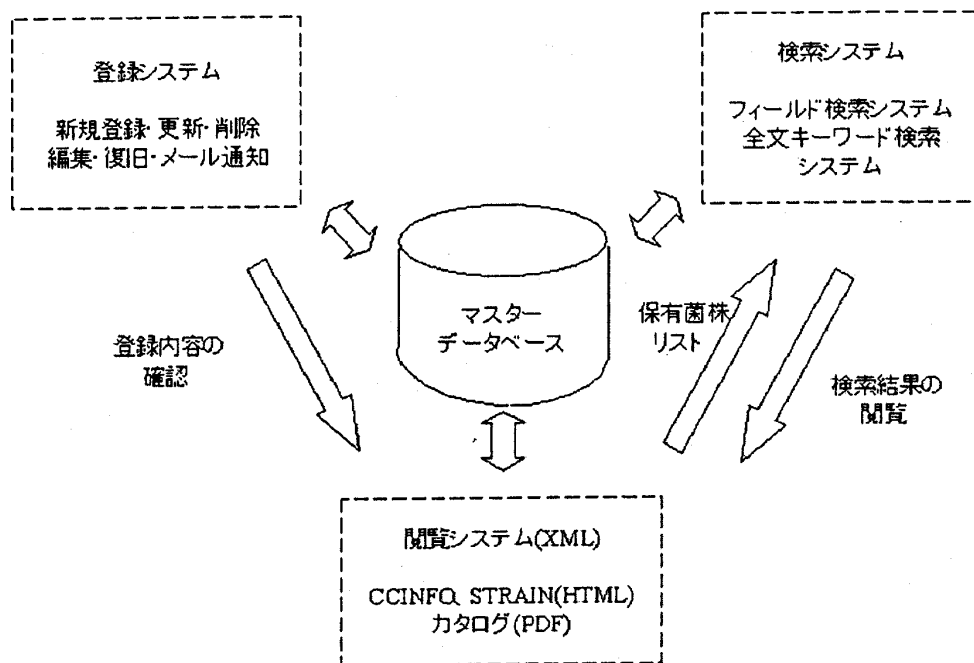 登録システム
新規登録・更新・削除
編集・復旧・メール通知
検索システム
フィールド検索システム
全文キーワード検索
システム
マスター
データベース
登録内容の
確認
保有菌株
リスト
検索結果の
閲覧
閲覧システム(XML)
CCINFO、STRAIN(HTML)
カタログ(PDF)